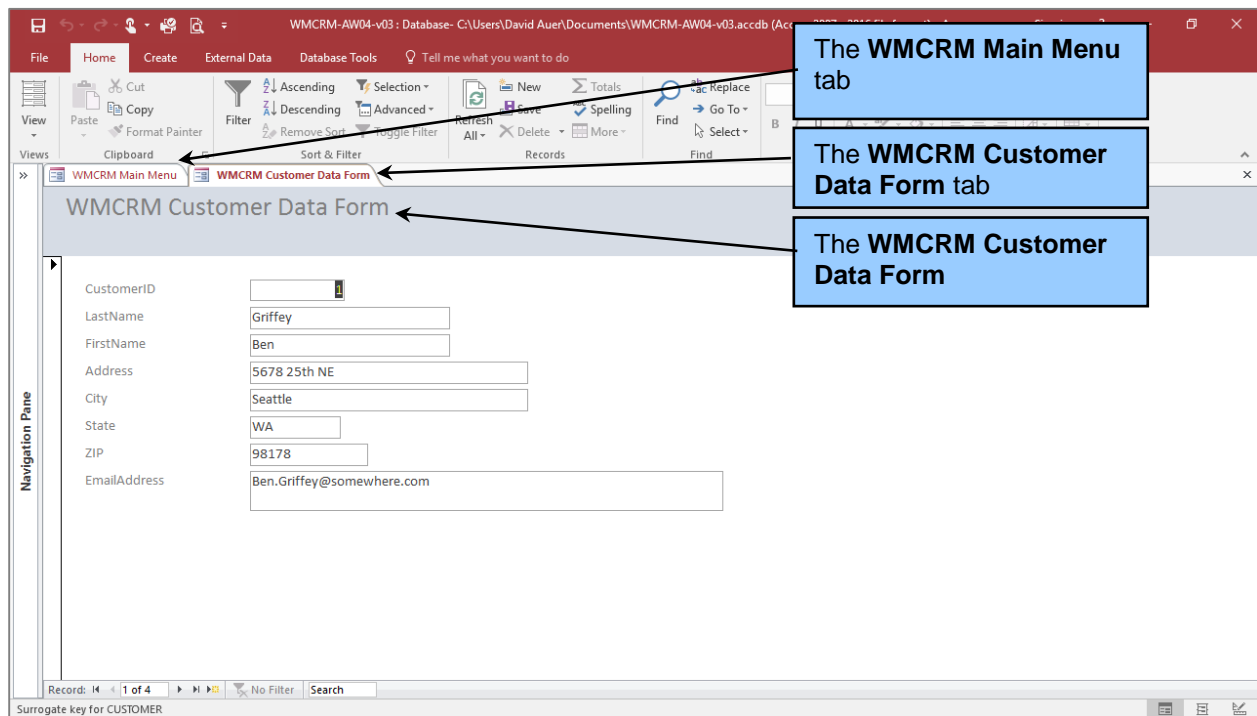 WMCRM-AW04-v03 : Database- C:\Users\David Auer\Documents\WMCRM-AW04-v03.accdb
File Home Create External Data Database Tools Tell me what you want to do
View
Views
Paste
Cut
Copy
Format Painter
Clipboard
Filter
Ascending
Descending
Remove Sort
Selection
Advanced
Toggle Filter
Sort & Filter
Refresh
All
New
Save
Delete
Totals
Spelling
More
Records
Find
Replace
Go To
Select
Find
B
The WMCRM Main Menu
tab
The WMCRM Customer
Data Form tab
The WMCRM Customer
Data Form
WMCRM Main Menu WMCRM Customer Data Form
WMCRM Customer Data Form
CustomerID 1
LastName Griffey
FirstName Ben
Address 5678 25th NE
City Seattle
State WA
ZIP 98178
EmailAddress Ben.Griffey@somewhere.com
Navigation Pane
Record: 1 of 4 No Filter Search
Surrogate key for CUSTOMER